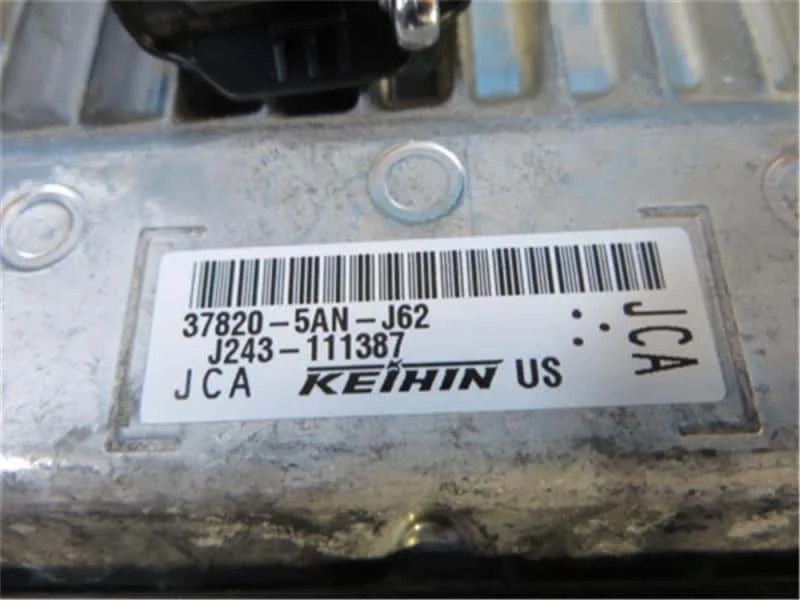 37820-5AN-J62
J243-111387
JCA KEIHIN US
JCA